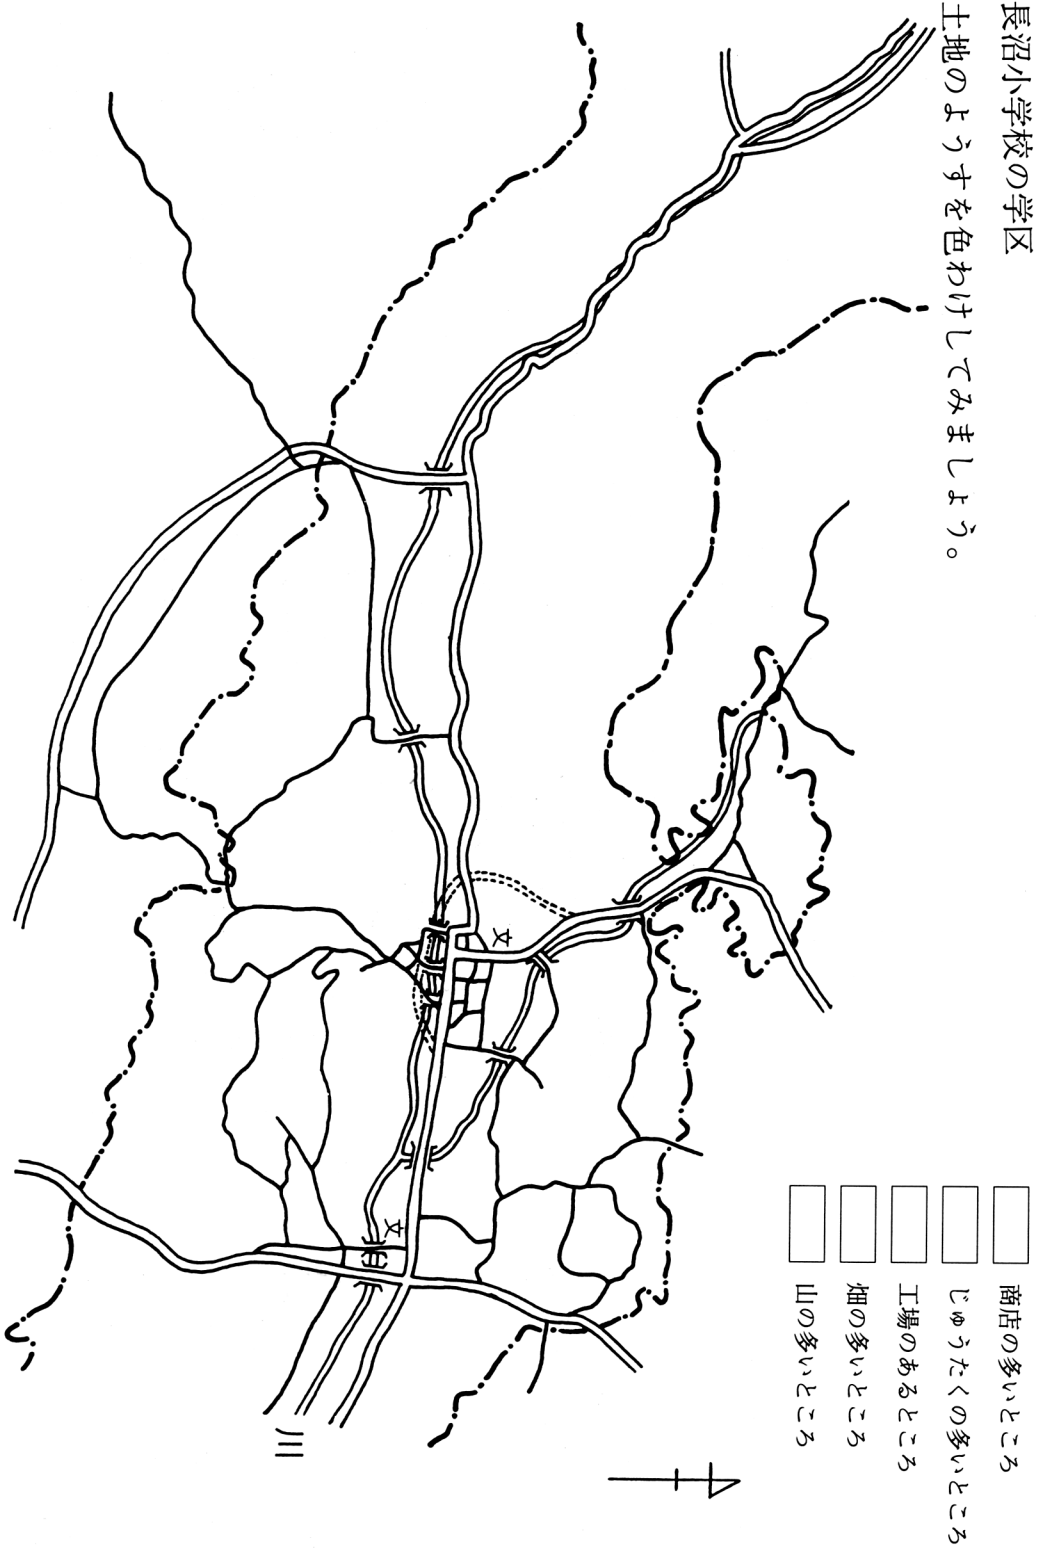 長沼小学校の学区
土地のようすを色わけしてみましょう。
商店の多いところ
じゅうたくの多いところ
工場のあるところ
畑の多いところ
山の多いところ
文
文
川